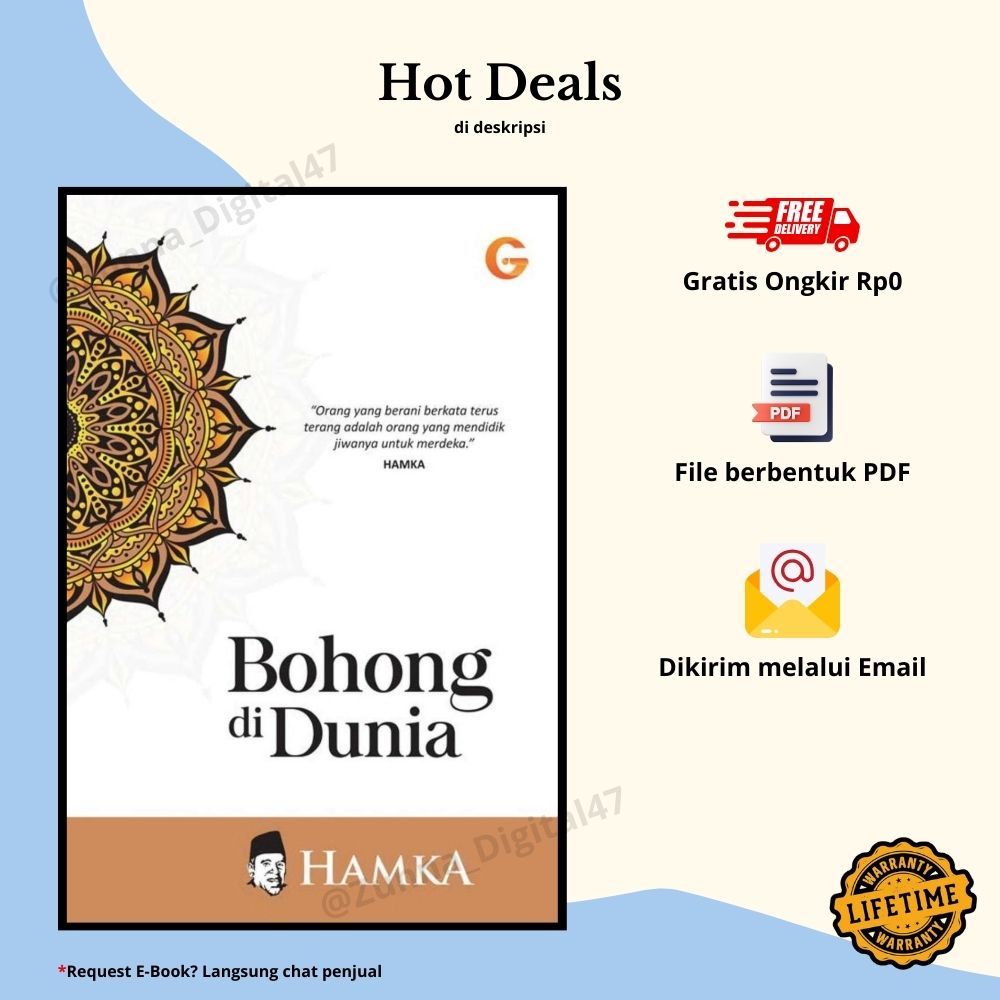 Hot Deals
di deskripsi
FREE
DELIVERY
Gratis Ongkir Rp0
“Orang yang berani berkata terus
terang adalah orang yang mendidik
jiwanya untuk merdeka.”
HAMKA
PDF
File berbentuk PDF
@
Dikirim melalui Email
Bohong
di Dunia
HAMKA
WARRANTY
LIFETIME
WARRANTY
*Request E-Book? Langsung chat penjual